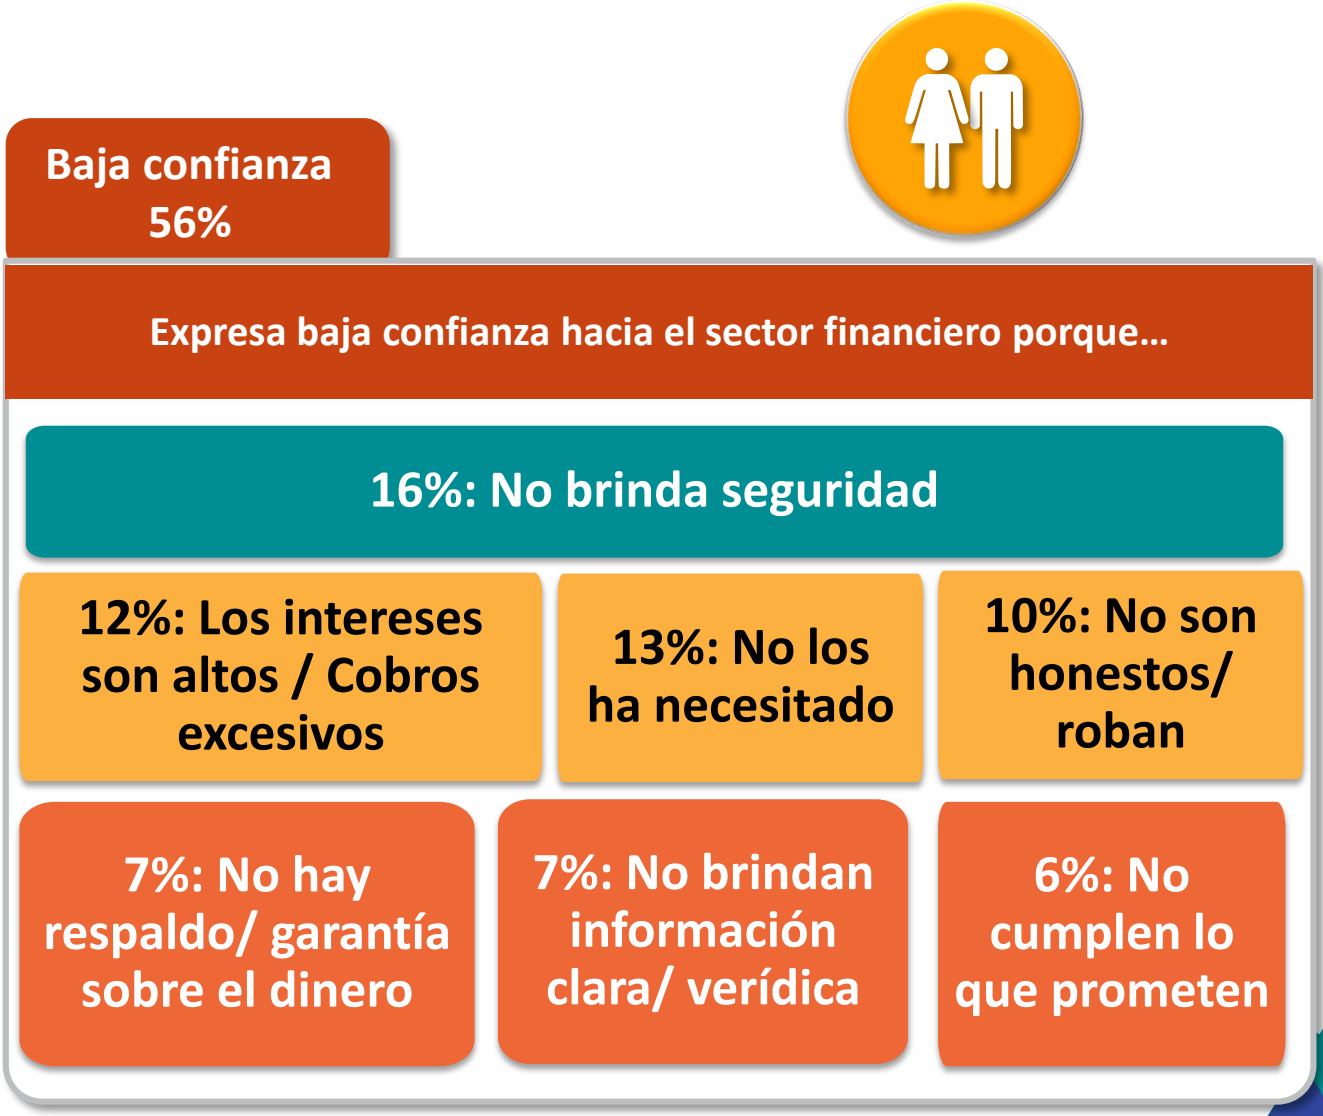 Baja confianza
56%
Expresa baja confianza hacia el sector financiero porque...
16%: No brinda seguridad
12%: Los intereses
son altos / Cobros
excesivos
13%: No los
ha necesitado
10%: No son
honestos/
roban
7%: No hay
respaldo/ garantía
sobre el dinero
7%: No brindan
información
clara/ verídica
6%: No
cumplen lo
que prometen